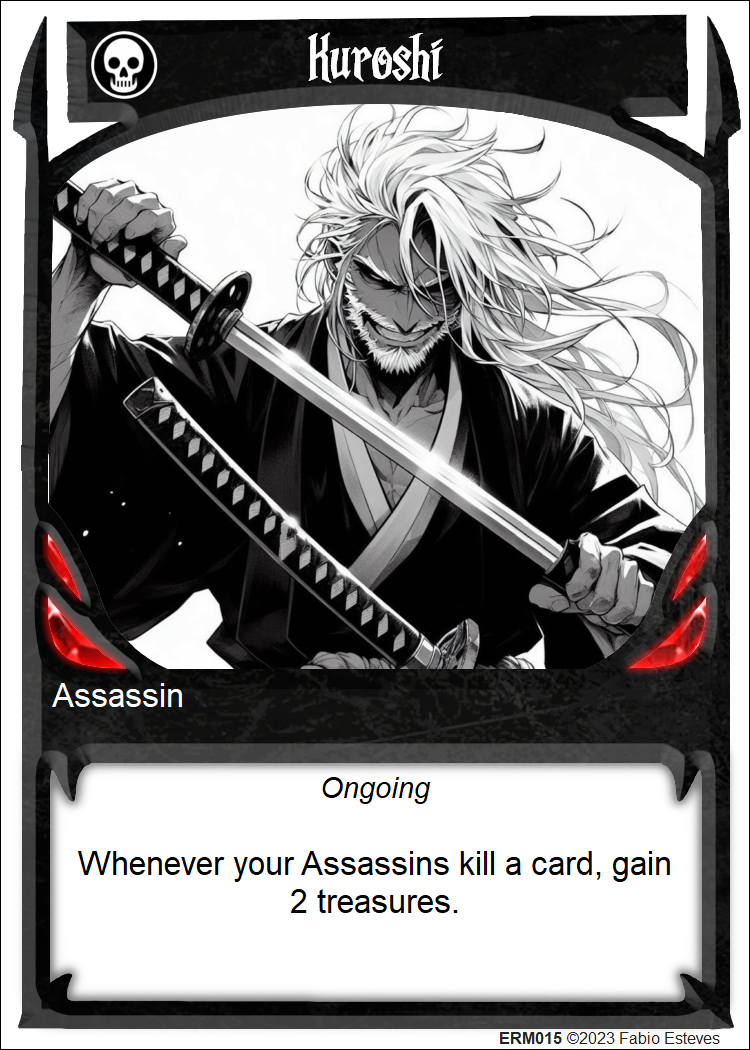 Kuroshi
Assassin
Ongoing
Whenever your Assassins kill a card, gain
2 treasures.
ERM015 ©2023 Fabio Esteves